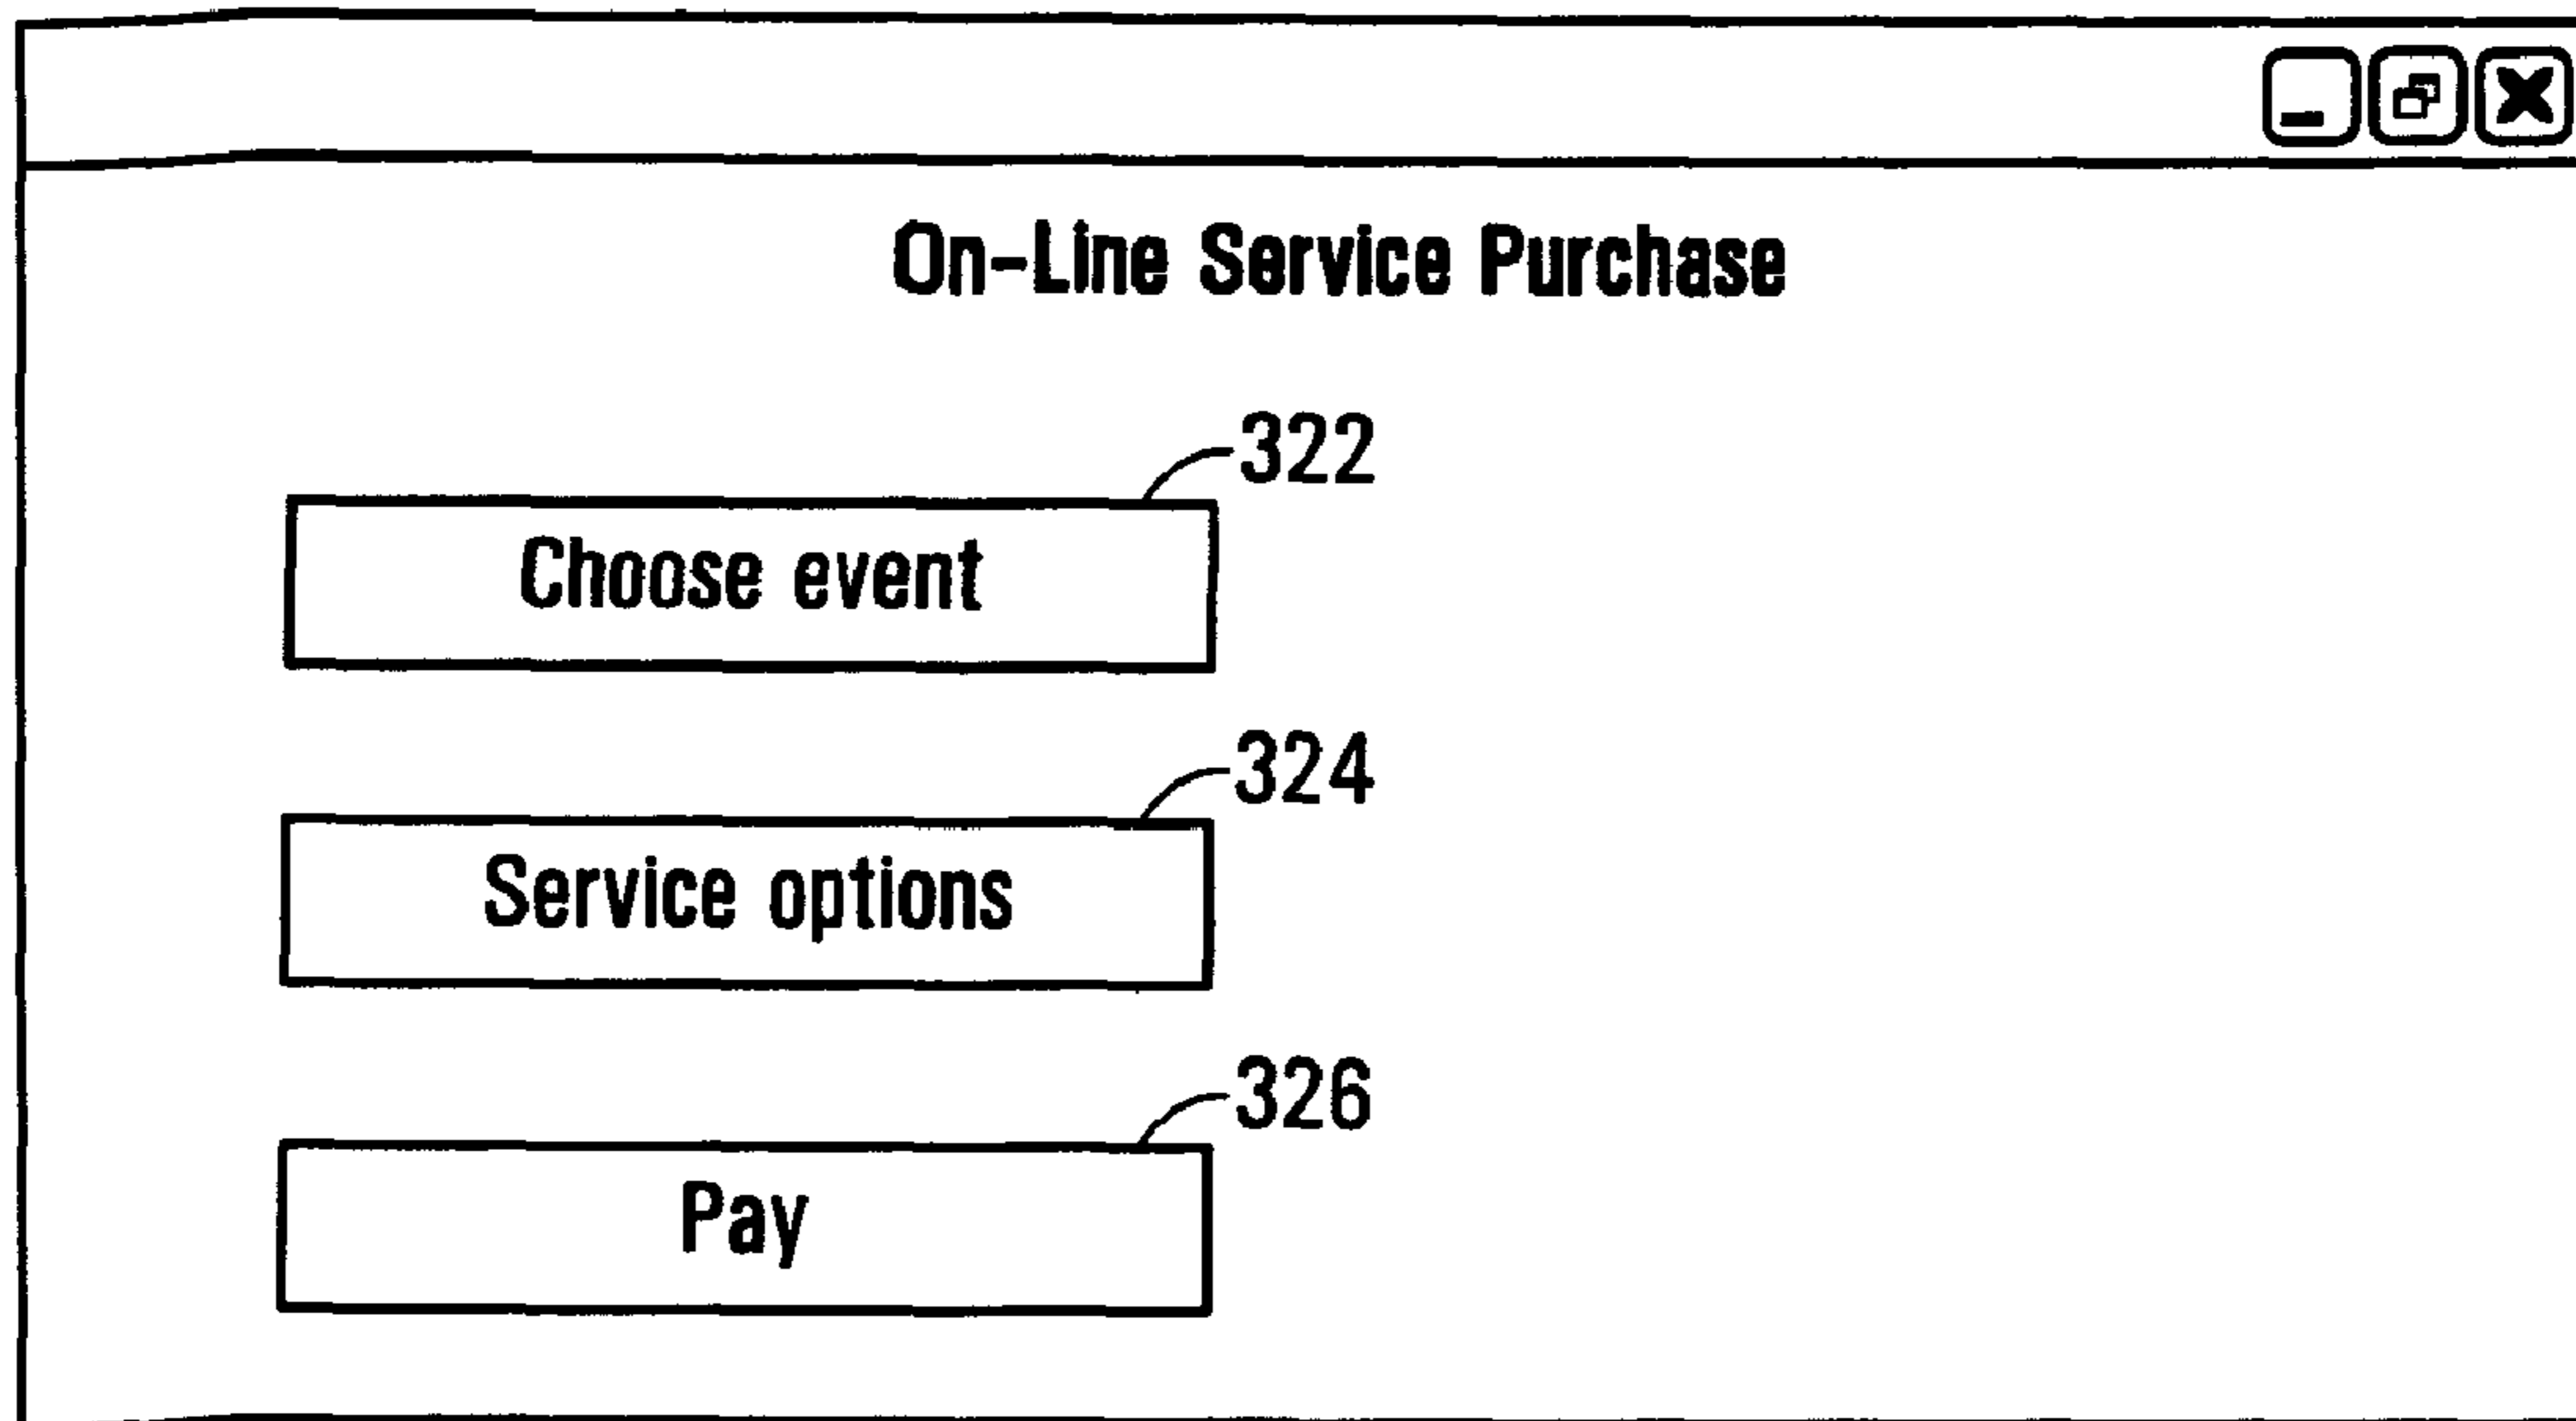 On-Line Service Purchase
322
Choose event
324
Service options
326
Pay